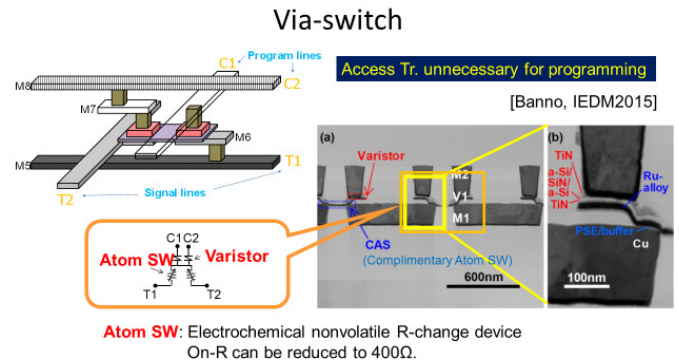 Via-switch
C1
Program lines
C2
M8
M7
M6
M5
T1
T2
Signal lines
Access Tr. unnecessary for programming
[Banno, IEDM2015]
(a)
Varistor
M2
V1
M1
CAS
(Complimentary Atom SW)
600nm
(b)
TiN
a-Si/
SiN/
a-Si
TiN
Ru-
alloy
PSE/buffer
Cu
100nm
C1 C2
Atom SW
Varistor
T1
T2
Atom SW: Electrochemical nonvolatile R-change device
On-R can be reduced to 400Ω.